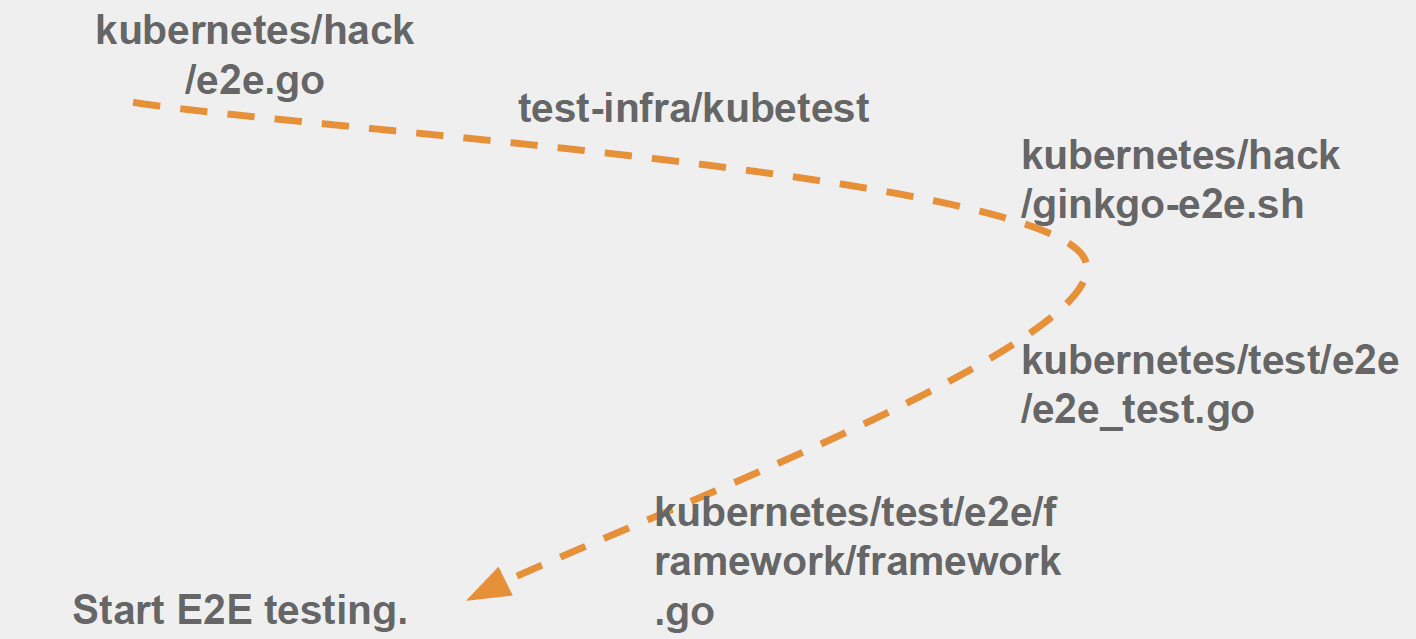 kubernetes/hack
/e2e.go
test-infra/kubetest
kubernetes/hack
/ginkgo-e2e.sh
kubernetes/test/e2e
/e2e_test.go
kubernetes/test/e2e/f
ramework/framework
.go
Start E2E testing.